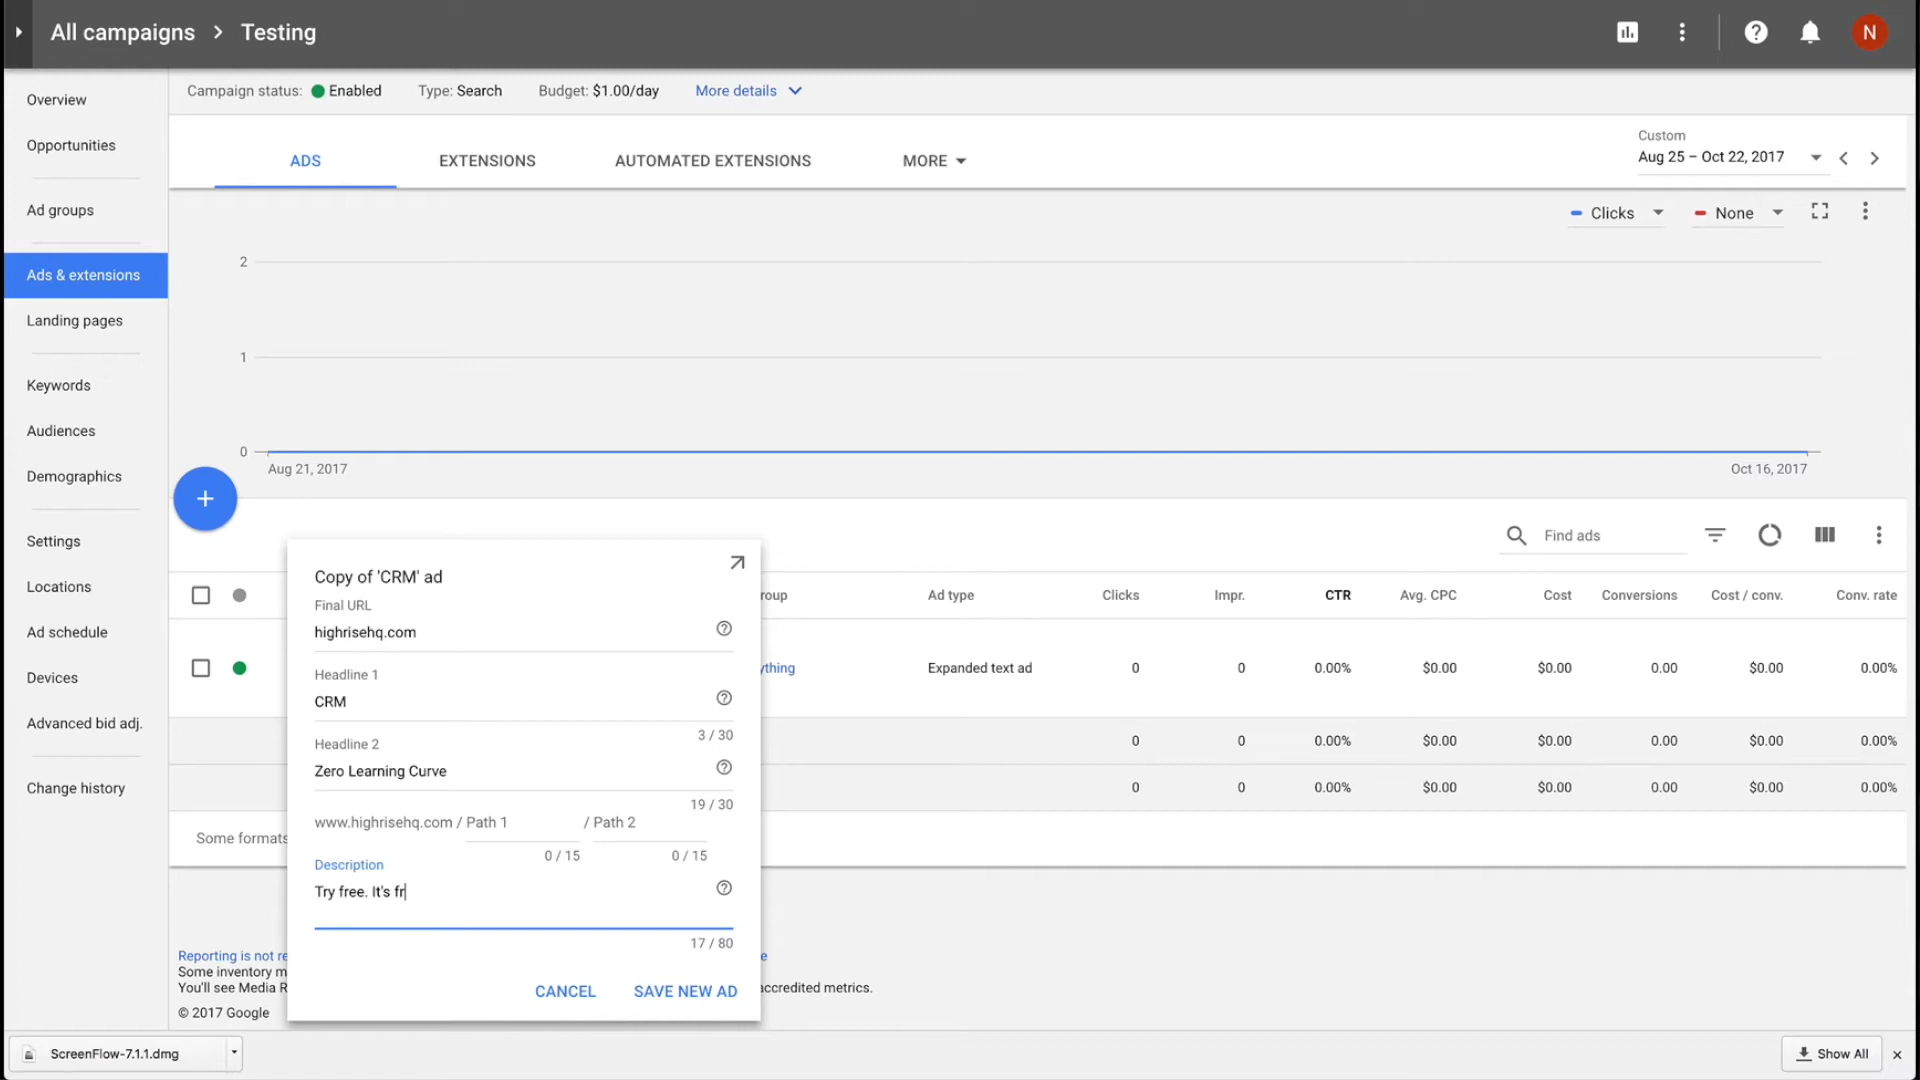 All campaigns > Testing
N
Campaign status: Enabled Type: Search Budget: $1.00/day More details
Overview
Opportunities
Ad groups
Ads & extensions
Landing pages
Keywords
Audiences
Demographics
Settings
Locations
Ad schedule
Devices
Advanced bid adj.
Change history
ADS EXTENSIONS AUTOMATED EXTENSIONS MORE
Custom
Aug 25 – Oct 22, 2017
Clicks None
2
1
0
Aug 21, 2017 Oct 16, 2017
+
Find ads
roup Ad type Clicks Impr. CTR Avg. CPC Cost Conversions Cost / conv. Conv. rate
ything Expanded text ad 0 0 0.00% $0.00 $0.00 0.00 $0.00 0.00%
0 0 0.00% $0.00 $0.00 0.00 $0.00 0.00%
0 0 0.00% $0.00 $0.00 0.00 $0.00 0.00%
Copy of 'CRM' ad
Final URL
highrisehq.com
Headline 1
CRM
3 / 30
Headline 2
Zero Learning Curve
19 / 30
www.highrisehq.com / Path 1 / Path 2
0 / 15 0 / 15
Description
Try free. It's fr
17 / 80
CANCEL SAVE NEW AD
Some formats
Reporting is not re e
Some inventory m
You'll see Media R accredited metrics.
© 2017 Google
ScreenFlow-7.1.1.dmg
Show All